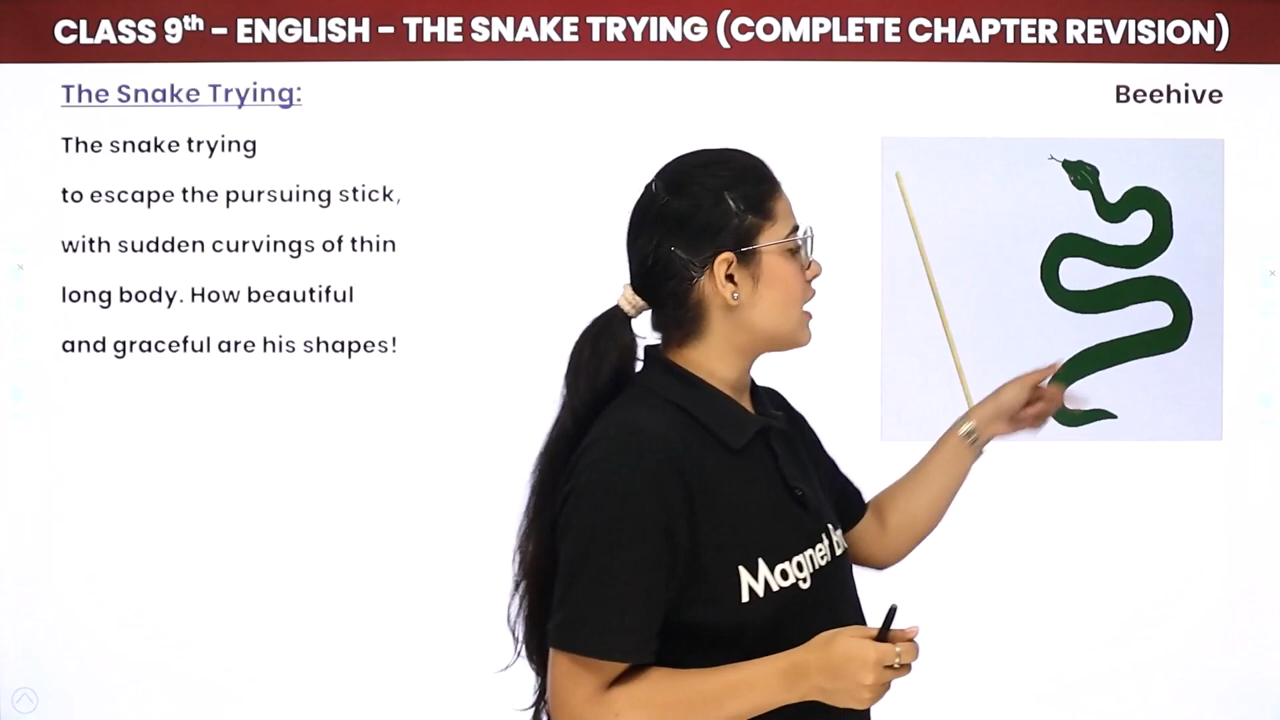 CLASS 9th – ENGLISH – THE SNAKE TRYING (COMPLETE CHAPTER REVISION)
The Snake Trying:
Beehive
The snake trying
to escape the pursuing stick,
with sudden curvings of thin
long body. How beautiful
and graceful are his shapes!
Magnet